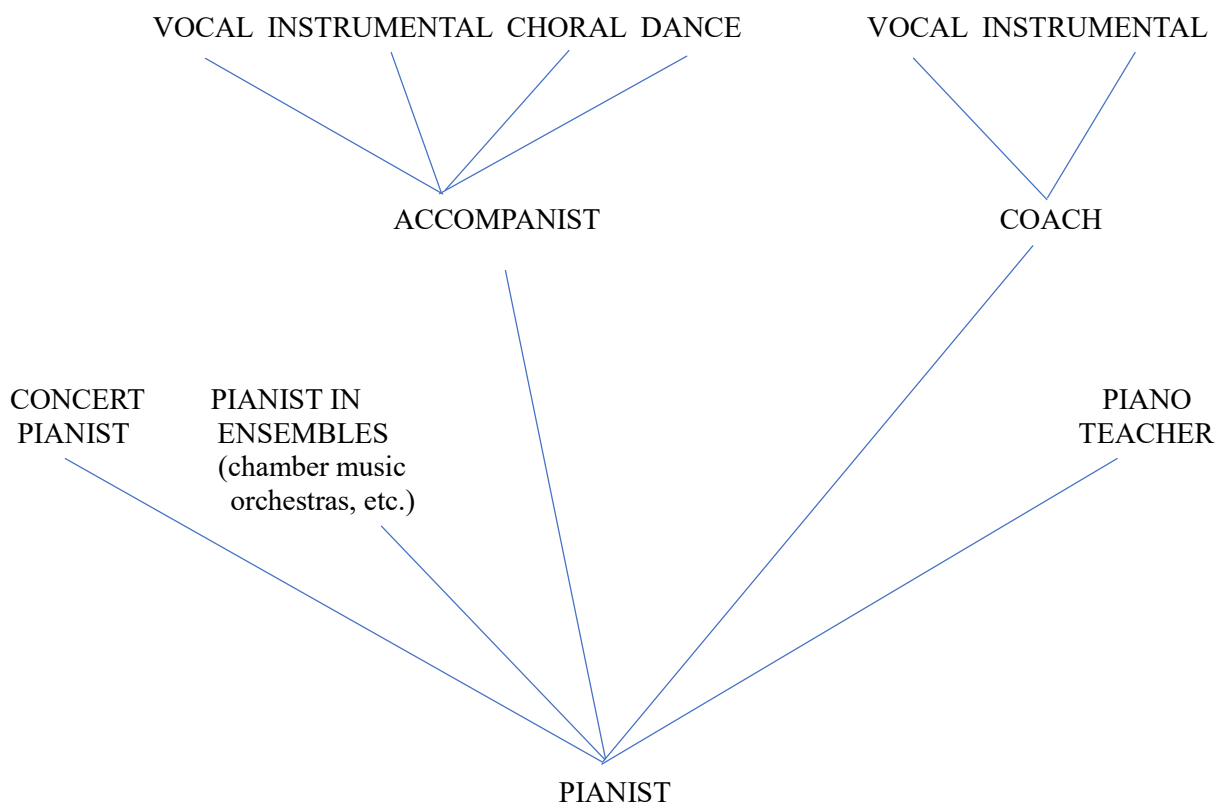 VOCAL INSTRUMENTAL CHORAL DANCE
VOCAL INSTRUMENTAL
ACCOMPANIST
COACH
CONCERT
PIANIST
PIANIST IN
ENSEMBLES
(chamber music
orchestras, etc.)
PIANO
TEACHER
PIANIST